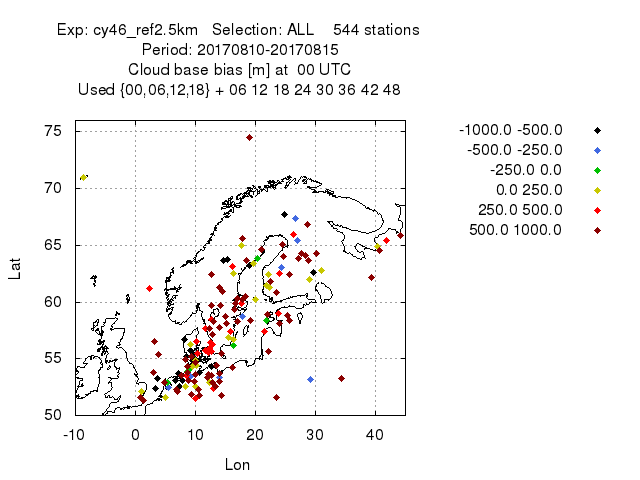 Exp: cy46_ref2.5km Selection: ALL 544 stations
Period: 20170810-20170815
Cloud base bias [m] at 00 UTC
Used {00,06,12,18} + 06 12 18 24 30 36 42 48
-1000.0 -500.0
-500.0 -250.0
-250.0 0.0
0.0 250.0
250.0 500.0
500.0 1000.0
75
70
65
60
55
50
Lat
-10 0 10 20 30 40
Lon